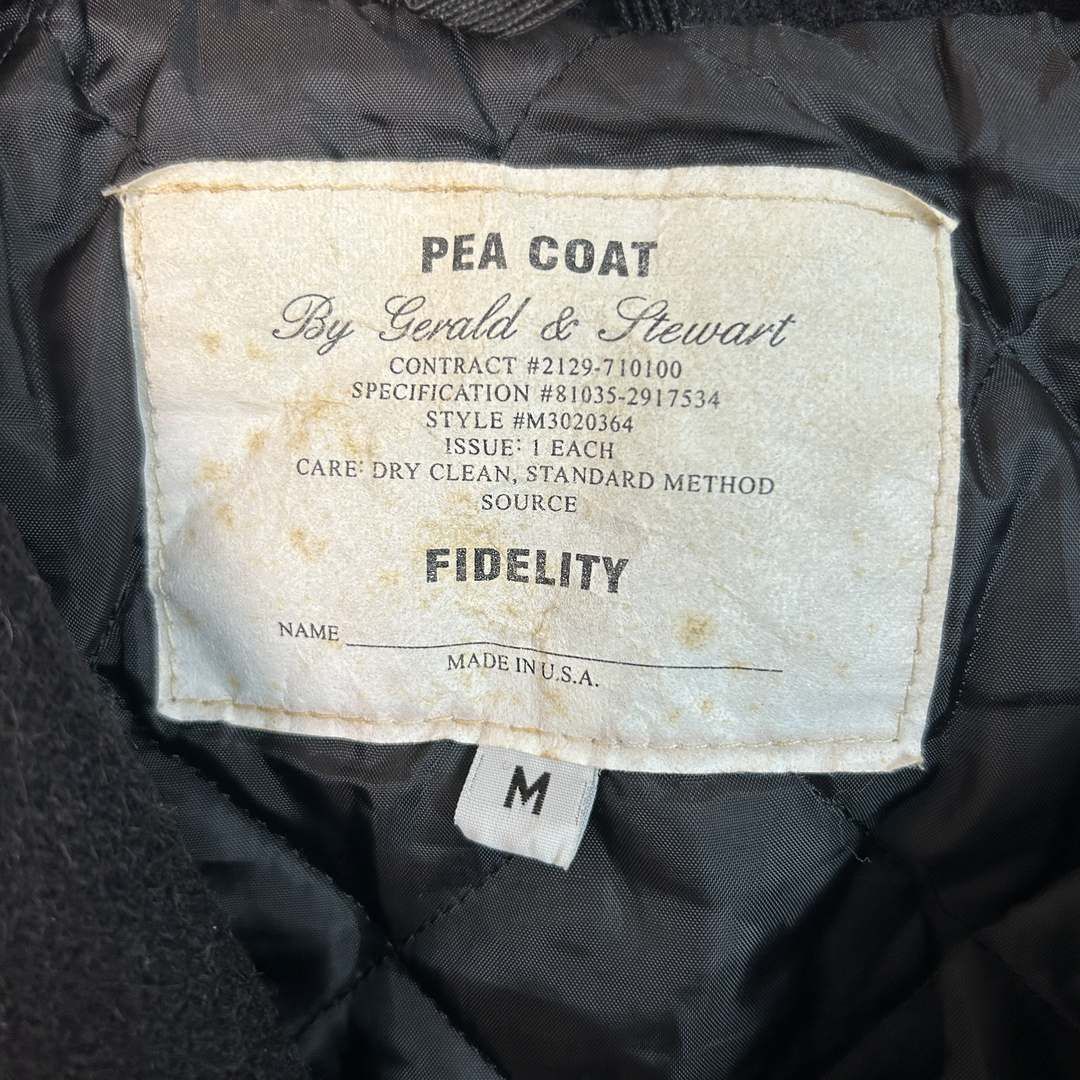 PEA COAT
By Gerald & Stewart
CONTRACT #2129-710100
SPECIFICATION #81035-2917534
STYLE #M3020364
ISSUE: 1 EACH
CARE: DRY CLEAN, STANDARD METHOD
SOURCE
FIDELITY
NAME
MADE IN U.S.A.
M